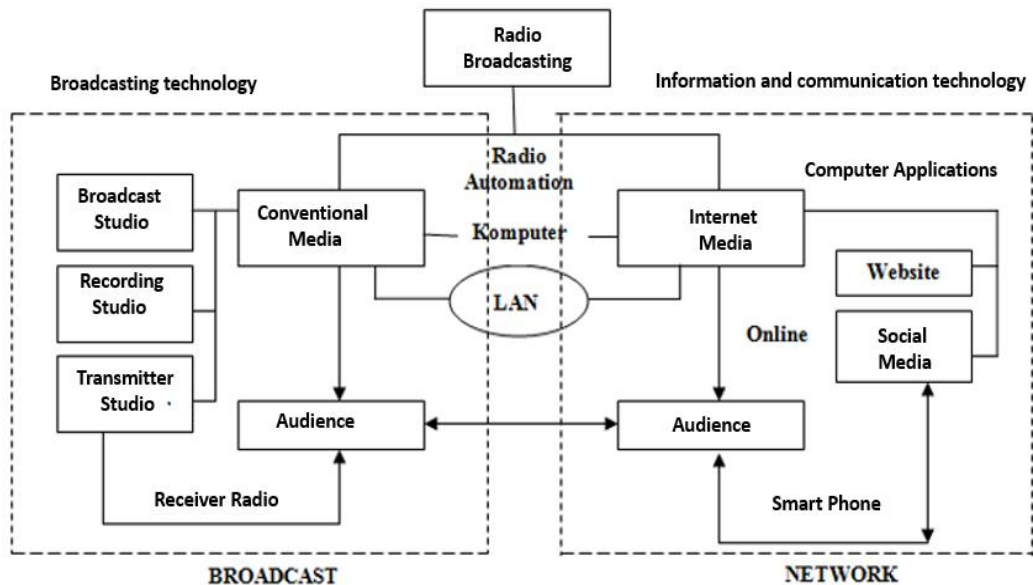 Radio
Broadcasting
Broadcasting technology
Information and communication technology
Radio
Automation
Computer Applications
Broadcast
Studio
Conventional
Media
Komputer
Internet
Media
Recording
Studio
LAN
Website
Online
Social
Media
Transmitter
Studio
Audience
Audience
Receiver Radio
Smart Phone
BROADCAST
NETWORK